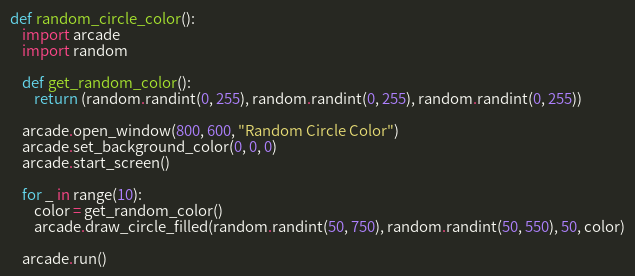 def random_circle_color():
    import arcade
    import random
    def get_random_color():
        return (random.randint(0, 255), random.randint(0, 255), random.randint(0, 255))
    arcade.open_window(800, 600, "Random Circle Color")
    arcade.set_background_color(0, 0, 0)
    arcade.start_screen()
    for _ in range(10):
        color = get_random_color()
        arcade.draw_circle_filled(random.randint(50, 750), random.randint(50, 550), 50, color)
    arcade.run()